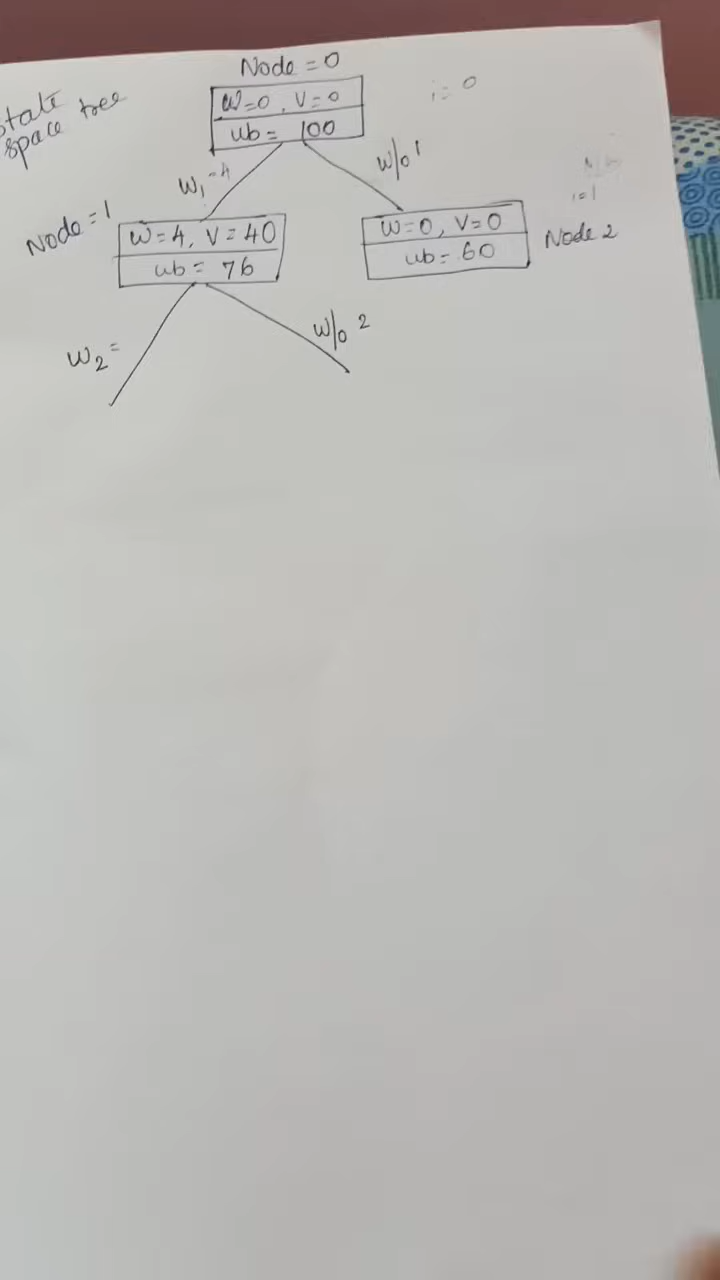 Node = 0
state
space tree
w=0, V=0
i = 0
ub = 100
w₁=4
w/o 1
i=1
Node = 1
w=4, V=40
w=0, V=0
Node 2
ub = 76
ub = 60
w₂=
w/o 2